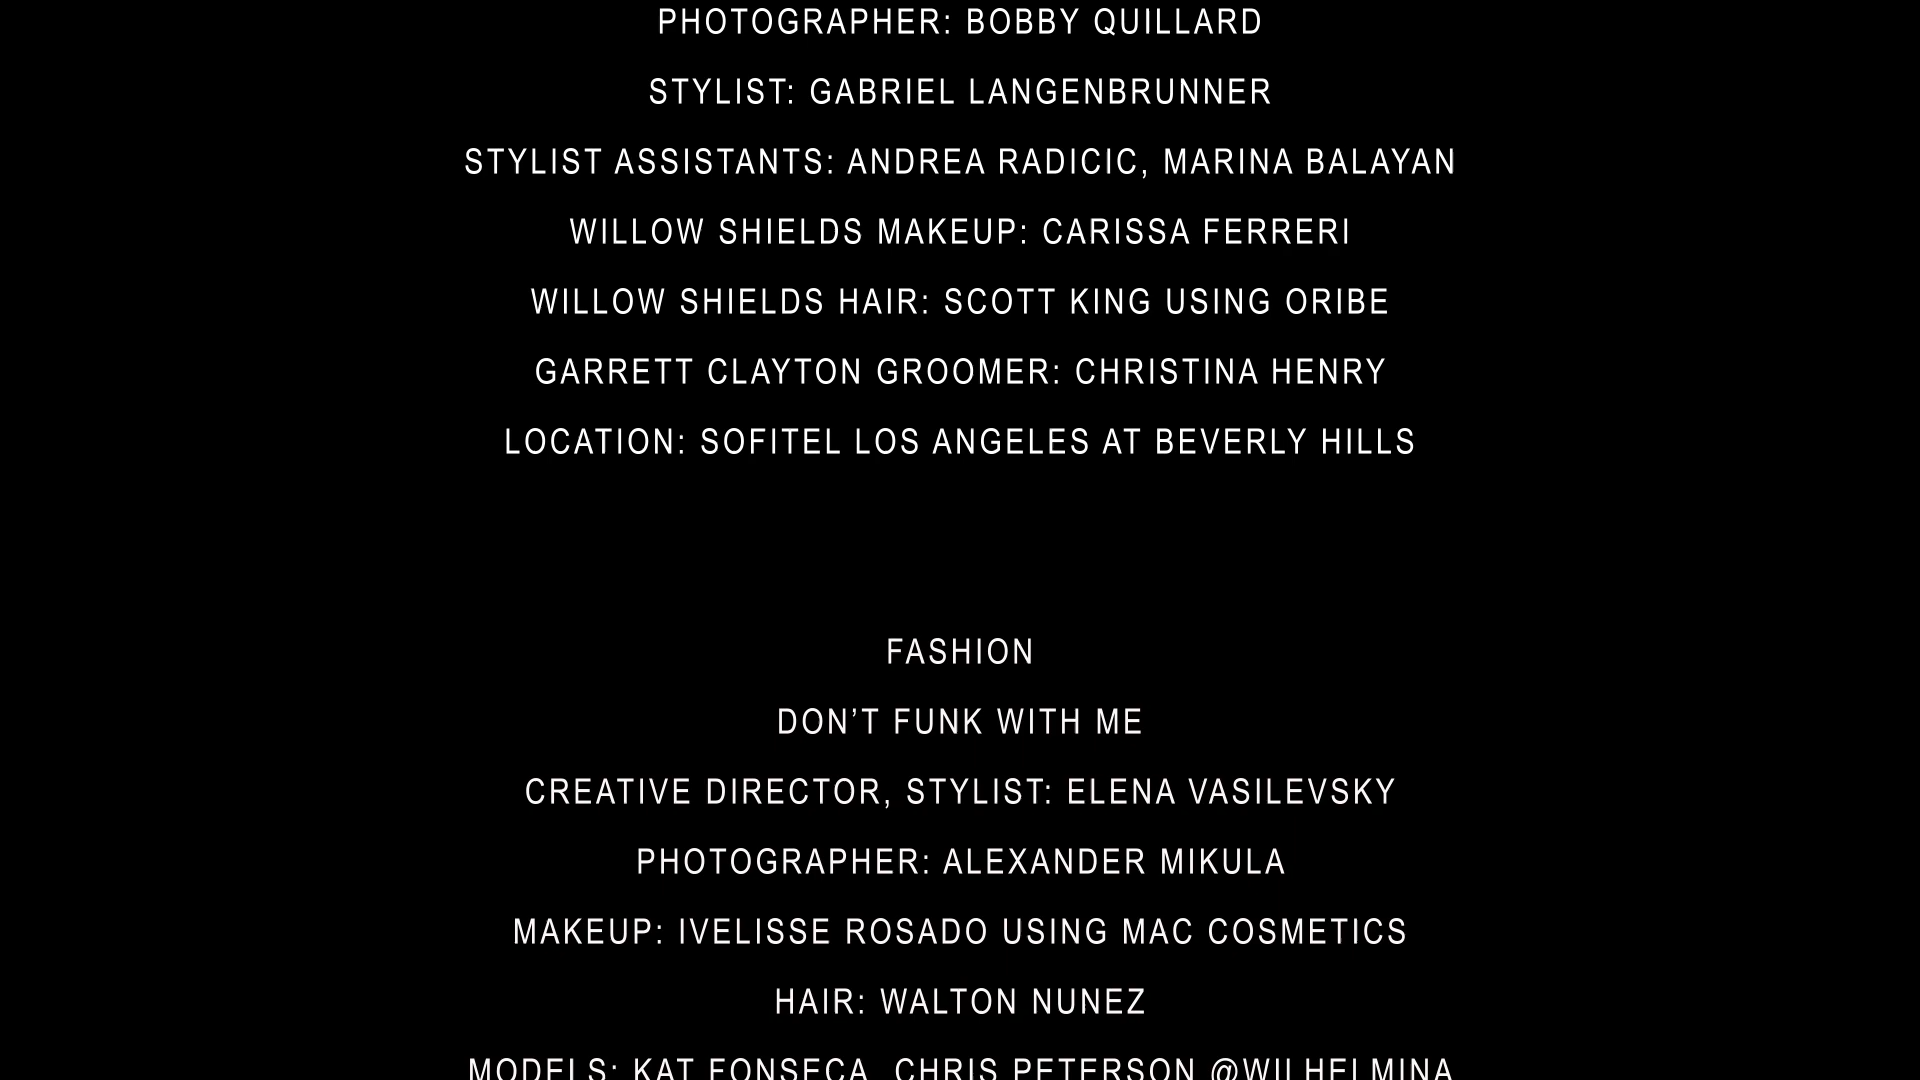 PHOTOGRAPHER: BOBBY QUILLARD
STYLIST: GABRIEL LANGENBRUNNER
STYLIST ASSISTANTS: ANDREA RADICIC, MARINA BALAYAN
WILLOW SHIELDS MAKEUP: CARISSA FERRERI
WILLOW SHIELDS HAIR: SCOTT KING USING ORIBE
GARRETT CLAYTON GROOMER: CHRISTINA HENRY
LOCATION: SOFITEL LOS ANGELES AT BEVERLY HILLS
FASHION
DON’T FUNK WITH ME
CREATIVE DIRECTOR, STYLIST: ELENA VASILEVSKY
PHOTOGRAPHER: ALEXANDER MIKULA
MAKEUP: IVELISSE ROSADO USING MAC COSMETICS
HAIR: WALTON NUNEZ
MODELS: KAT FONSECA, CHRIS PETERSON @WILHELMINA